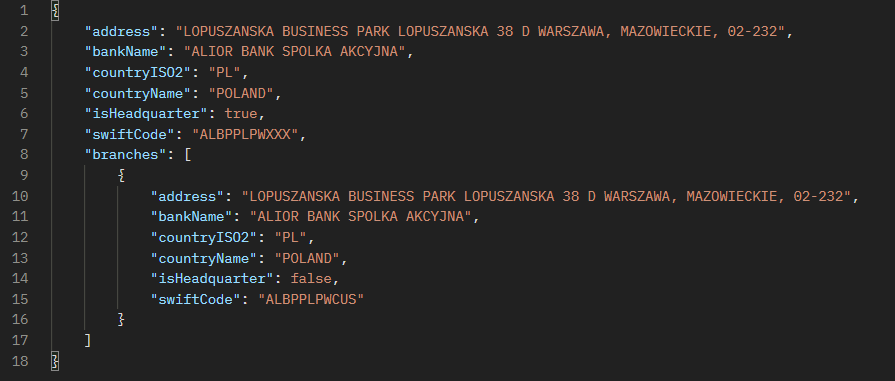 1 {
2 "address": "LOPUSZANSKA BUSINESS PARK LOPUSZANSKA 38 D WARSZAWA, MAZOWIECKIE, 02-232",
3 "bankName": "ALIOR BANK SPOLKA AKCYJNA",
4 "countryISO2": "PL",
5 "countryName": "POLAND",
6 "isHeadquarter": true,
7 "swiftCode": "ALBPPLPWXXX",
8 "branches": [
9 {
10 "address": "LOPUSZANSKA BUSINESS PARK LOPUSZANSKA 38 D WARSZAWA, MAZOWIECKIE, 02-232",
11 "bankName": "ALIOR BANK SPOLKA AKCYJNA",
12 "countryISO2": "PL",
13 "countryName": "POLAND",
14 "isHeadquarter": false,
15 "swiftCode": "ALBPPLPWCUS"
16 }
17 ]
18 }